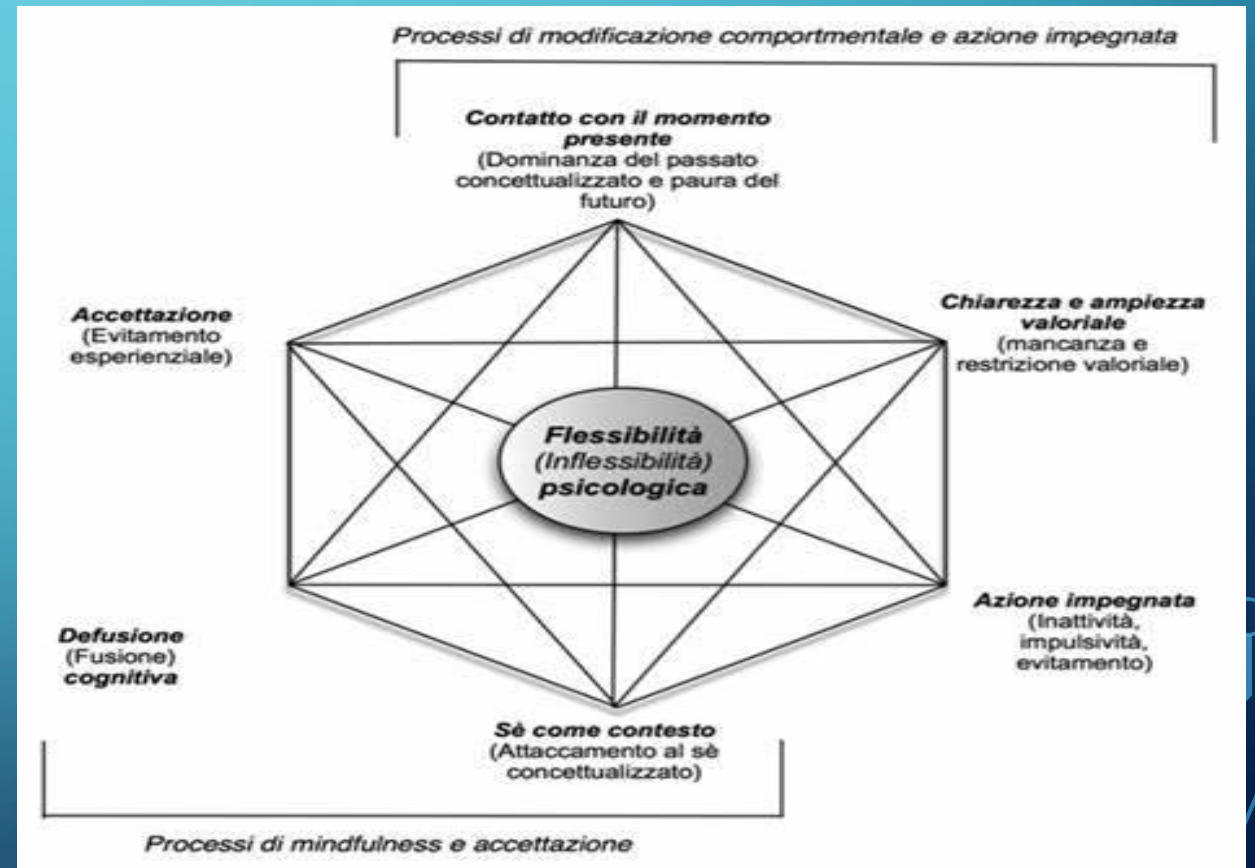 Processi di modificazione comportmentale e azione impegnata
Contatto con il momento
presente
(Dominanza del passato
concettualizzato e paura del
futuro)
Accettazione
(Evitamento
esperienziale)
Chiarezza e ampiezza
valoriale
(mancanza e
restrizione valoriale)
Flessibilità
(Inflessibilità)
psicologica
Defusione
(Fusione)
cognitiva
Azione impegnata
(Inattività,
impulsività,
evitamento)
Sè come contesto
(Attaccamento al sè
concettualizzato)
Processi di mindfulness e accettazione